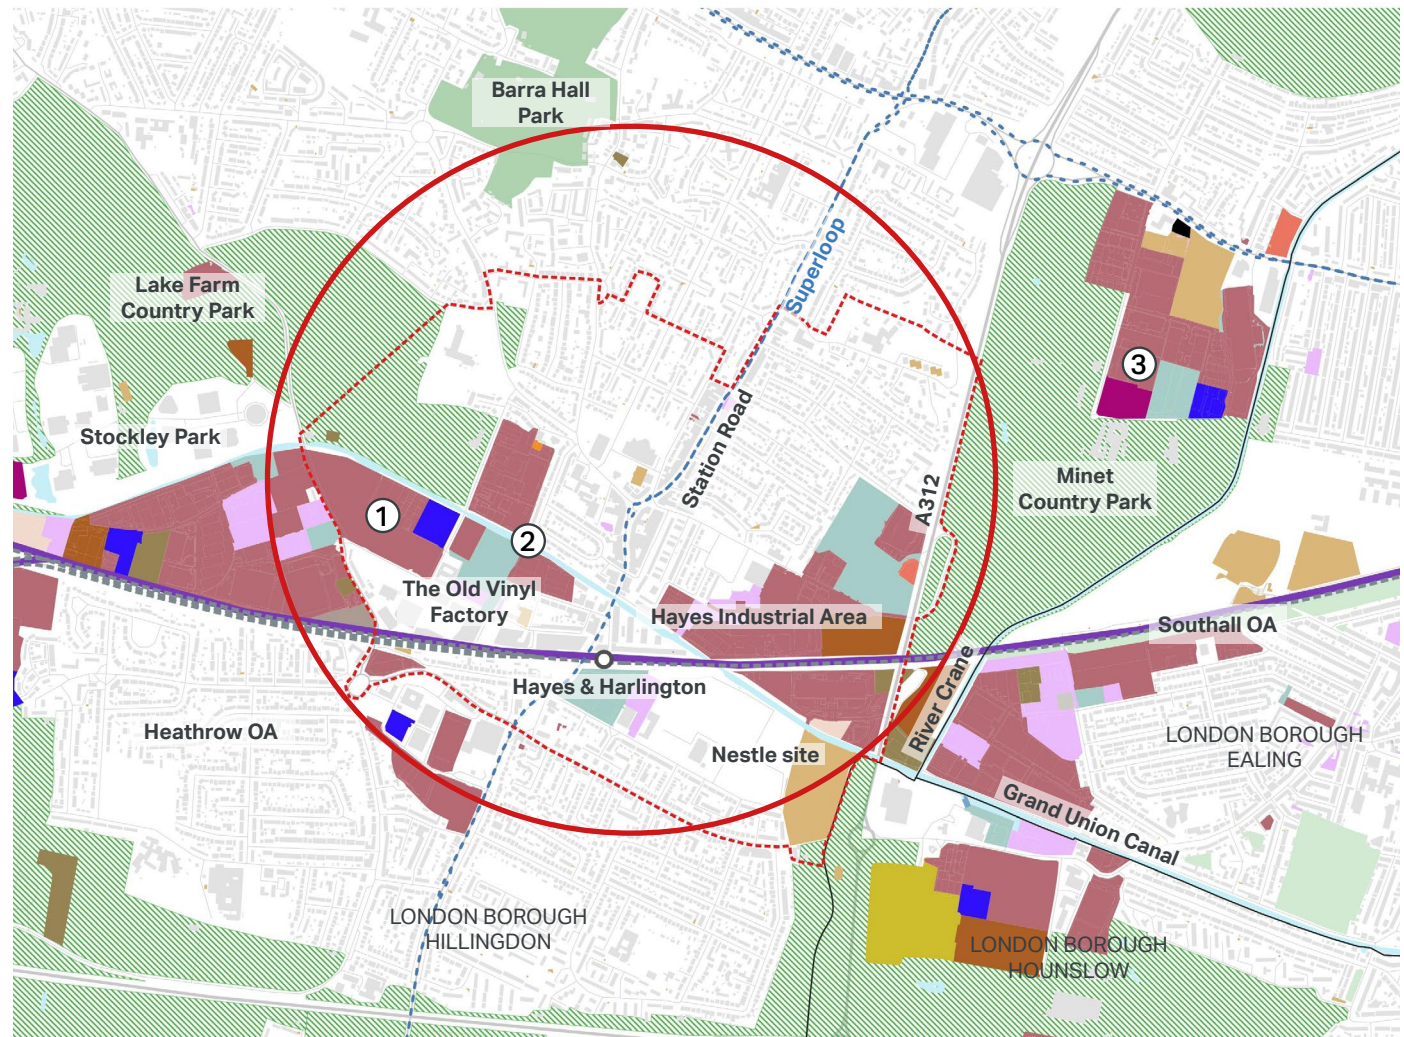 Barra Hall
Park
Superloop
Lake Farm
Country Park
3
Stockley Park
Station Road
A312
Minet
Country Park
1
2
The Old Vinyl
Factory
Hayes Industrial Area
Southall OA
Hayes & Harlington
River Crane
Heathrow OA
Nestle site
LONDON BOROUGH
EALING
Grand Union Canal
LONDON BOROUGH
HILLINGDON
LONDON BOROUGH
HOUNSLOW